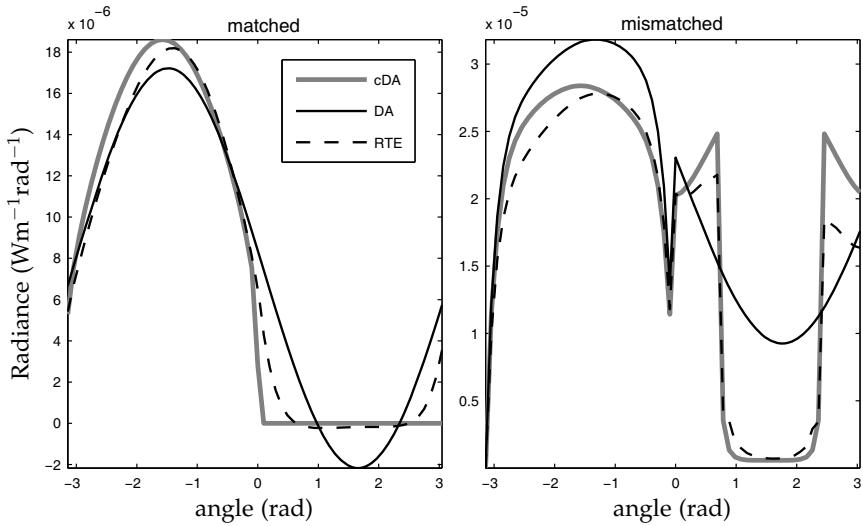 x 10⁻⁶
matched
x 10⁻⁵
mismatched
18
16
14
12
10
8
6
4
2
0
−2
cDA
DA
RTE
Radiance (Wm⁻¹rad⁻¹)
−3 −2 −1 0 1 2 3
angle (rad)
3
2.5
2
1.5
1
0.5
−3 −2 −1 0 1 2 3
angle (rad)